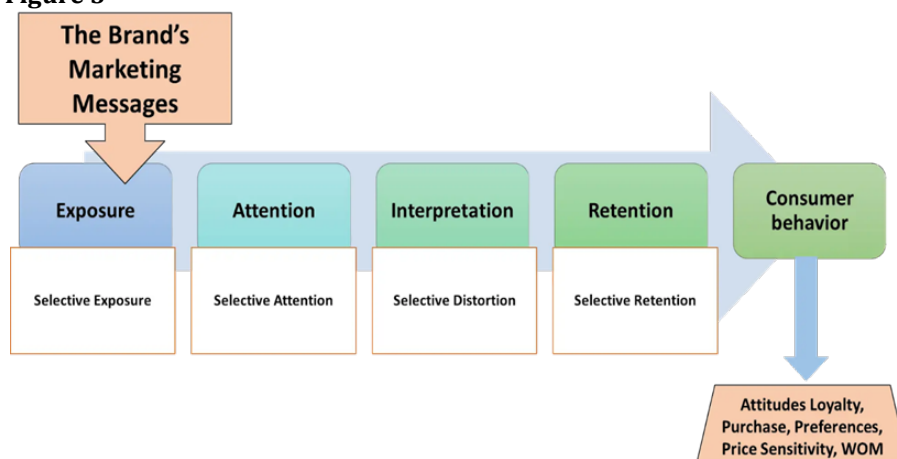 Figure 3
The Brand's
Marketing
Messages
Exposure
Attention
Interpretation
Retention
Consumer
behavior
Selective Exposure
Selective Attention
Selective Distortion
Selective Retention
Attitudes Loyalty,
Purchase, Preferences,
Price Sensitivity, WOM